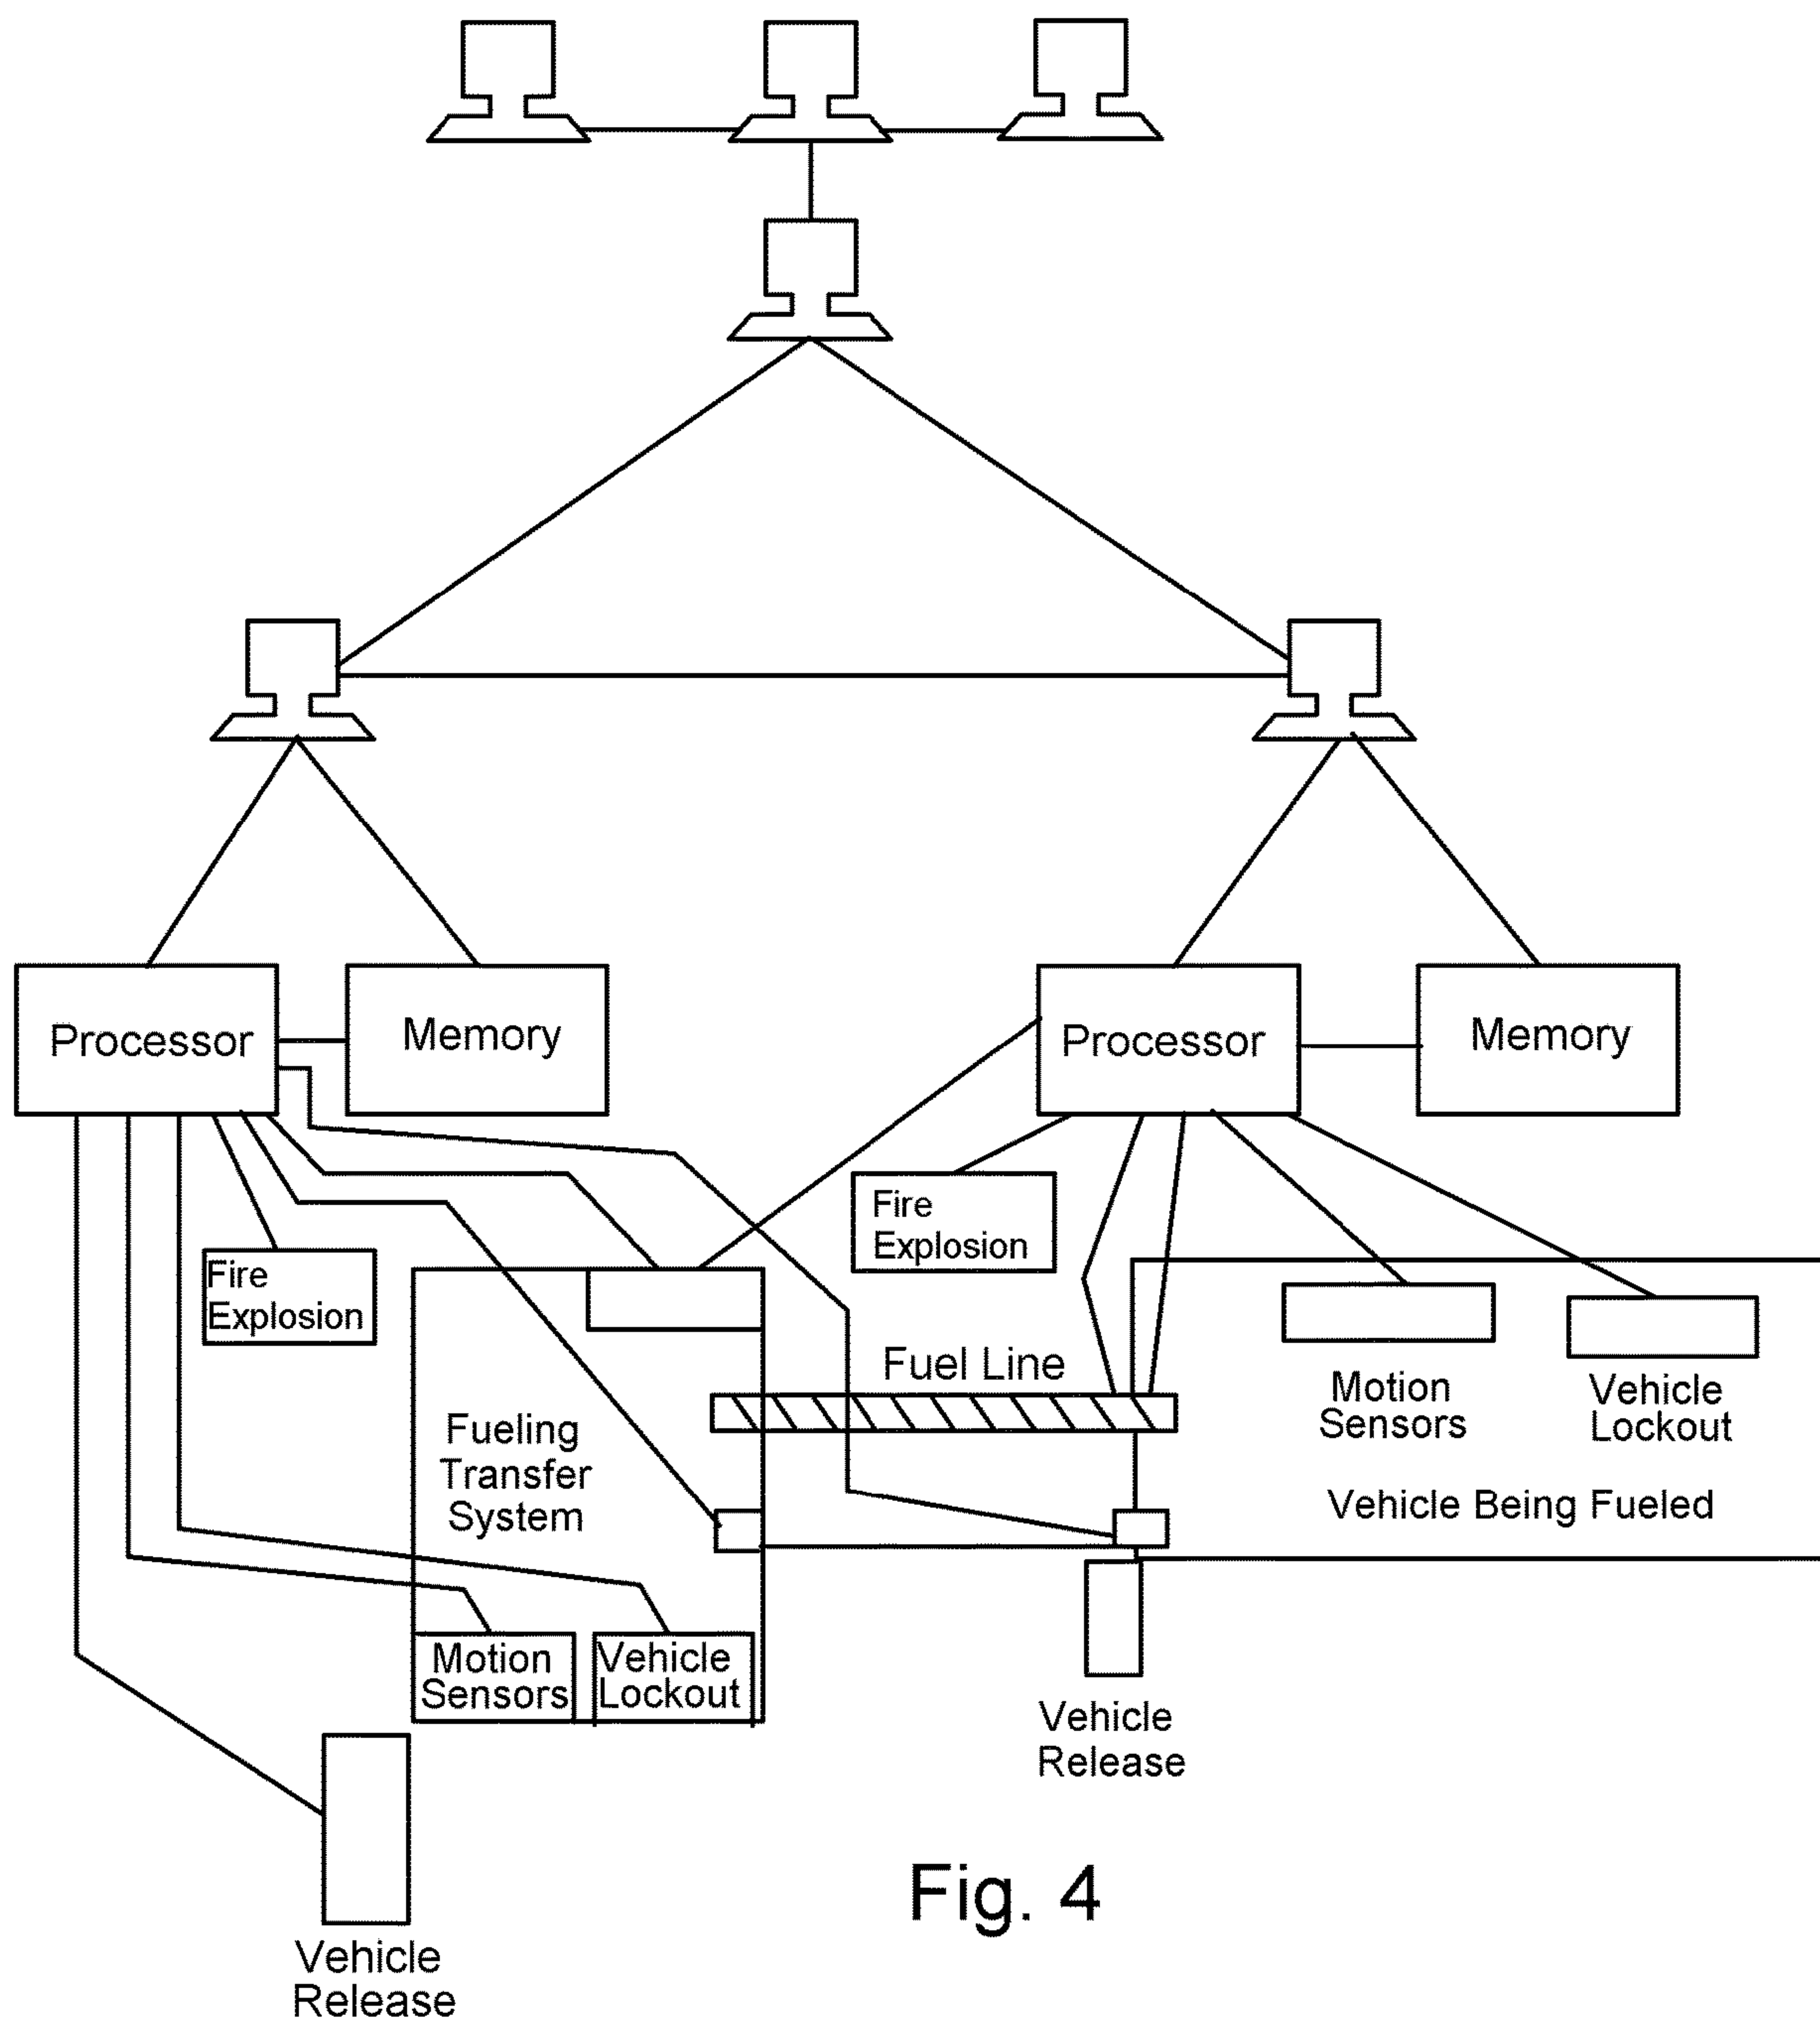 Processor
Memory
Processor
Memory
Fire
Explosion
Fire
Explosion
Fuel Line
Motion
Sensors
Vehicle
Lockout
Fueling
Transfer
System
Vehicle Being Fueled
Motion
Sensors
Vehicle
Lockout
Vehicle
Release
Vehicle
Release
Fig. 4